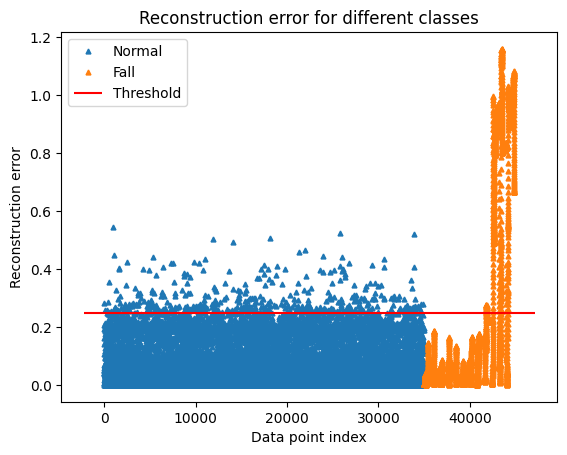 Reconstruction error for different classes
Normal
Fall
Threshold
Reconstruction error
1.2
1.0
0.8
0.6
0.4
0.2
0.0
0
10000
20000
30000
40000
Data point index